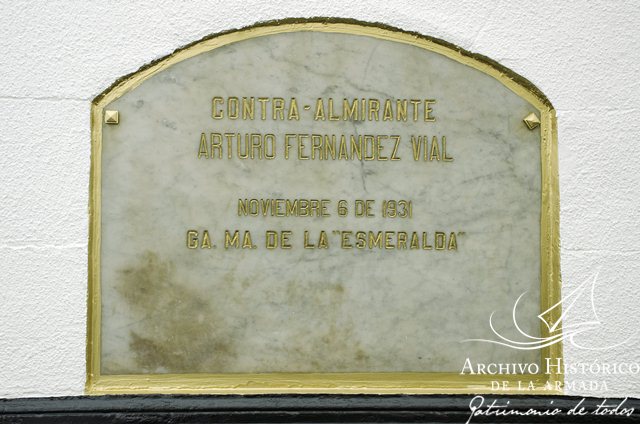 CONTRA-ALMIRANTE
ARTURO FERNANDEZ VIAL
NOVIEMBRE 6 DE 1931
GA. MA. DE LA "ESMERALDA"
ARCHIVO HISTÓRICO
DE LA ARMADA
Patrimonio de todos